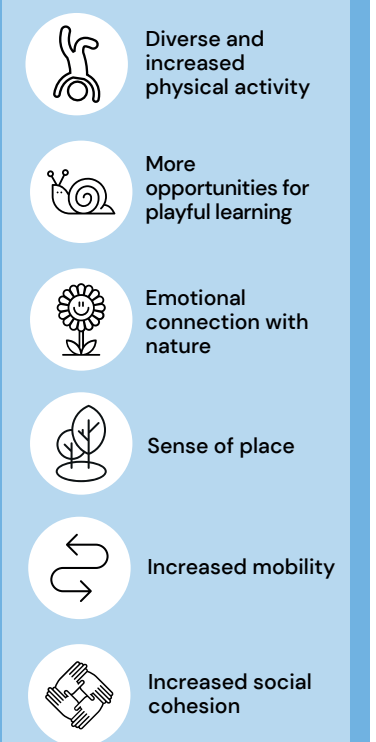 Diverse and
increased
physical activity
More
opportunities for
playful learning
Emotional
connection with
nature
Sense of place
Increased mobility
Increased social
cohesion